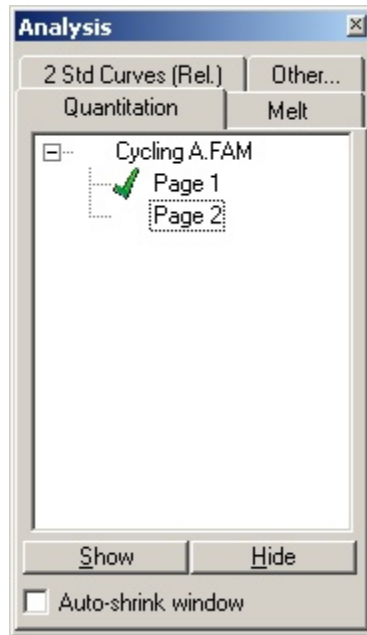 Analysis
2 Std Curves (Rel.) Other...
Quantitation Melt
Cycling A.FAM
Page 1
Page 2
Show Hide
Auto-shrink window